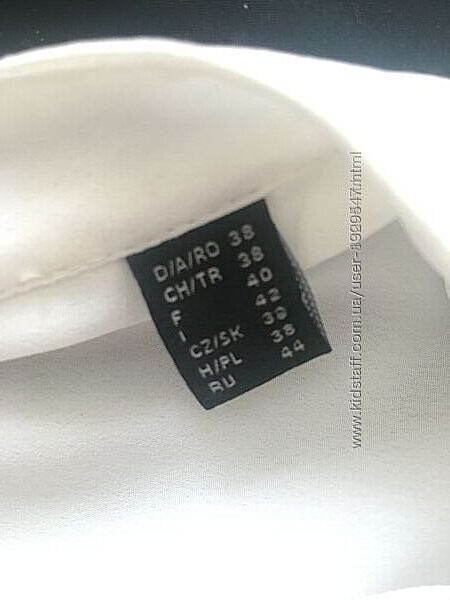 D/A/RO 38
CH/TR 38
F 40
I 42
CZ/SK 38
H/PL 38
RU 44
www.kidstaff.com.ua/user-8929547.html